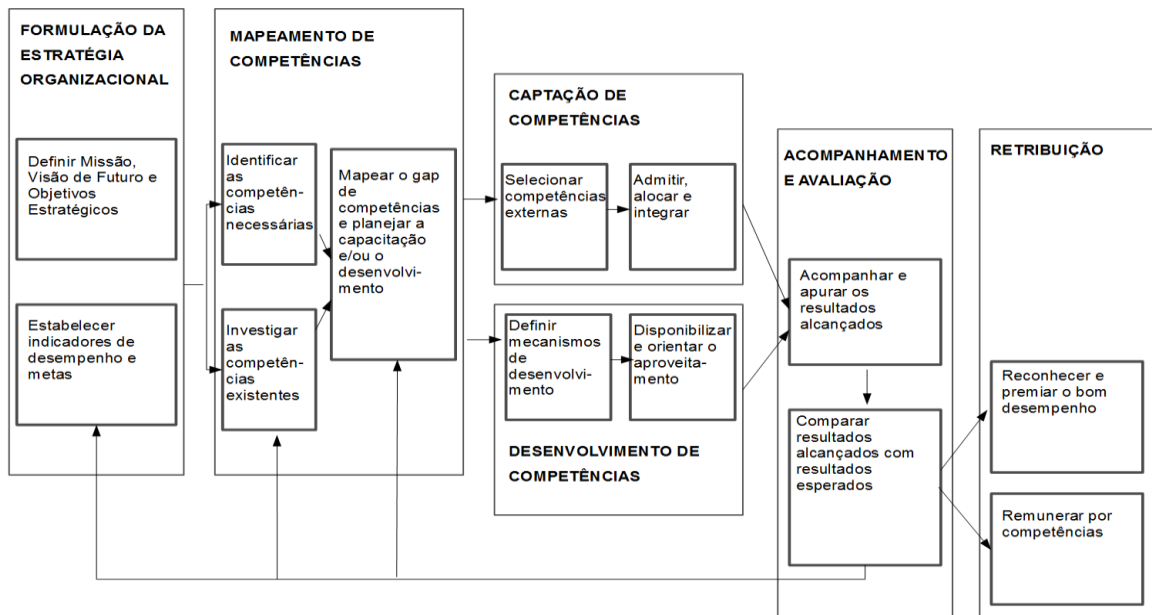 FORMULAÇÃO DA
ESTRATÉGIA
ORGANIZACIONAL
Definir Missão,
Visão de Futuro e
Objetivos
Estratégicos
Estabelecer
indicadores de
desempenho e
metas
MAPEAMENTO DE
COMPETÊNCIAS
Identificar
as compe-
tências
necessárias
Investigar
as
competên-
cias
existentes
Mapear o gap
de
competências
e planejar a
capacitação
e/ou o
desenvolvi-
mento
CAPTAÇÃO DE
COMPETÊNCIAS
Selecionar
competências
externas
Admitir,
alocar e
integrar
Definir
mecanismos
de
desenvolvi-
mento
Disponibilizar
e orientar o
aproveita-
mento
DESENVOLVIMENTO DE
COMPETÊNCIAS
ACOMPANHAMENTO
E AVALIAÇÃO
Acompanhar e
apurar os
resultados
alcançados
Comparar
resultados
alcançados com
resultados
esperados
RETRIBUIÇÃO
Reconhecer e
premiar o bom
desempenho
Remunerar por
competências